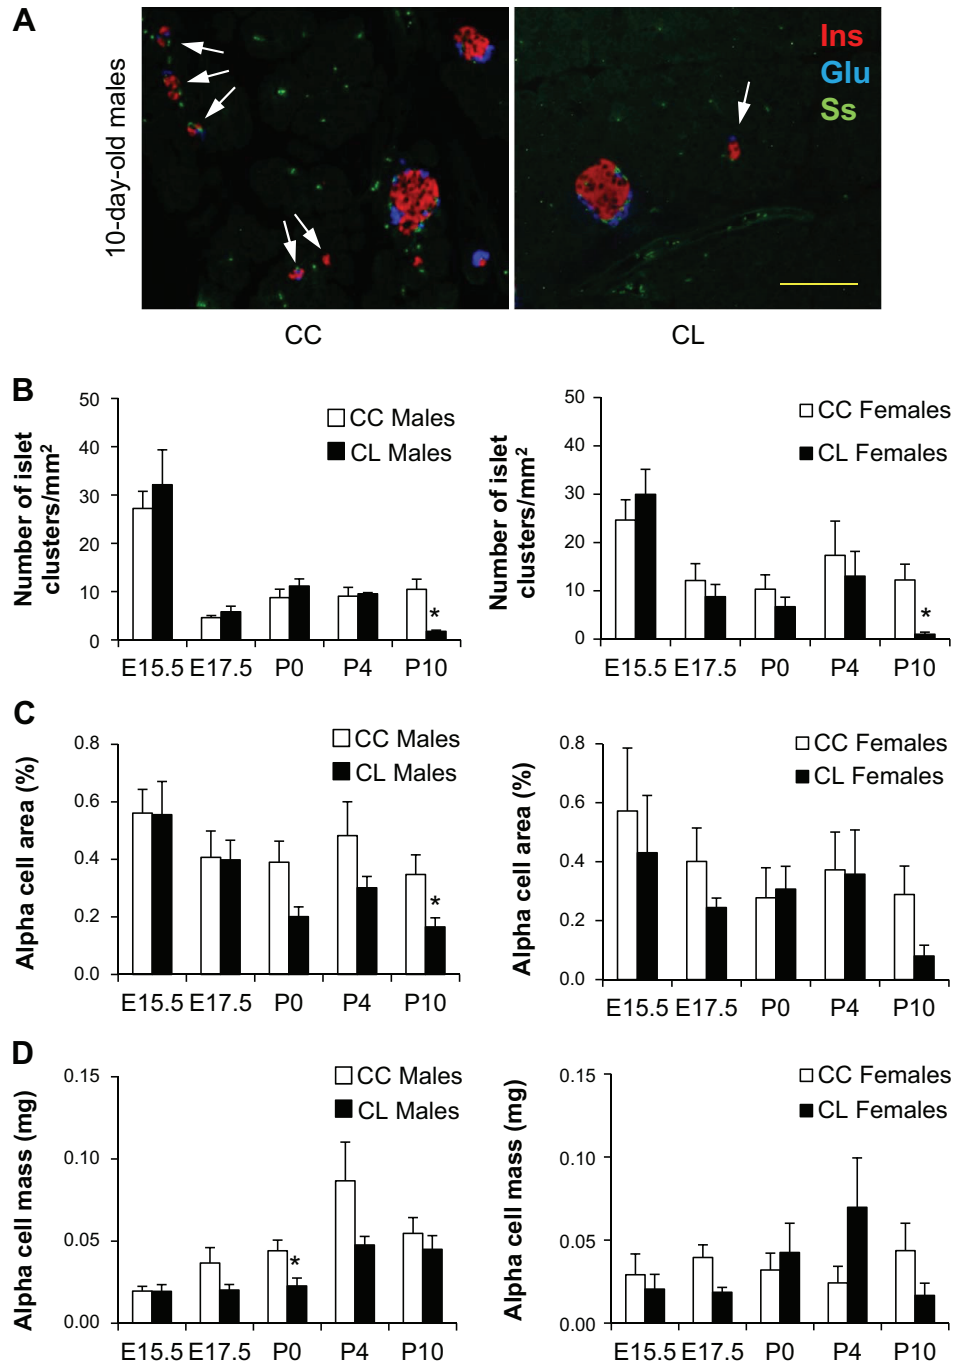 A
10-day-old males
Ins
Glu
Ss
CC
CL
B
Number of islet
clusters/mm²
50
40
30
20
10
0
CC Males
CL Males
E15.5 E17.5 P0 P4 P10
*
Number of islet
clusters/mm²
50
40
30
20
10
0
CC Females
CL Females
E15.5 E17.5 P0 P4 P10
*
C
Alpha cell area (%)
0.8
0.6
0.4
0.2
0.0
CC Males
CL Males
E15.5 E17.5 P0 P4 P10
*
Alpha cell area (%)
0.8
0.6
0.4
0.2
0.0
CC Females
CL Females
E15.5 E17.5 P0 P4 P10
D
Alpha cell mass (mg)
0.15
0.10
0.05
0.00
CC Males
CL Males
*
E15.5 E17.5 P0 P4 P10
Alpha cell mass (mg)
0.15
0.10
0.05
0.00
CC Females
CL Females
E15.5 E17.5 P0 P4 P10